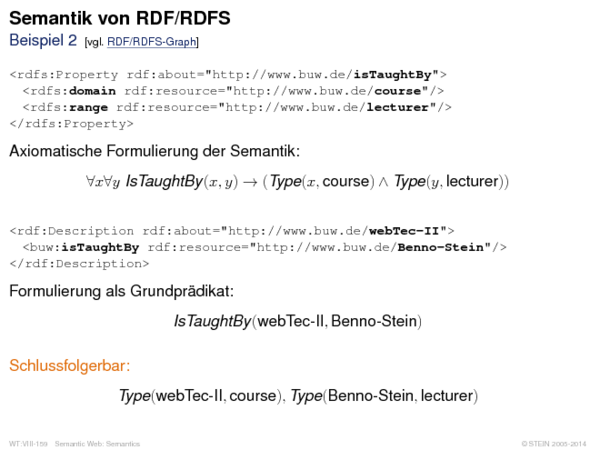 Semantik von RDF/RDFS
Beispiel 2 [vgl. RDF/RDFS-Graph]
<rdfs:Property rdf:about="http://www.buw.de/isTaughtBy">
<rdfs:domain rdf:resource="http://www.buw.de/course"/>
<rdfs:range rdf:resource="http://www.buw.de/lecturer"/>
</rdfs:Property>
Axiomatische Formulierung der Semantik:
∀x∀y IsTaughtBy(x, y) → (Type(x, course) ∧ Type(y, lecturer))
<rdf:Description rdf:about="http://www.buw.de/webTec-II">
<buw:isTaughtBy rdf:resource="http://www.buw.de/Benno-Stein"/>
</rdf:Description>
Formulierung als Grundprädikat:
IsTaughtBy(webTec-II, Benno-Stein)
Schlussfolgerbar:
Type(webTec-II, course), Type(Benno-Stein, lecturer)
WT:VIII-159 Semantic Web: Semantics © STEIN 2005-2014